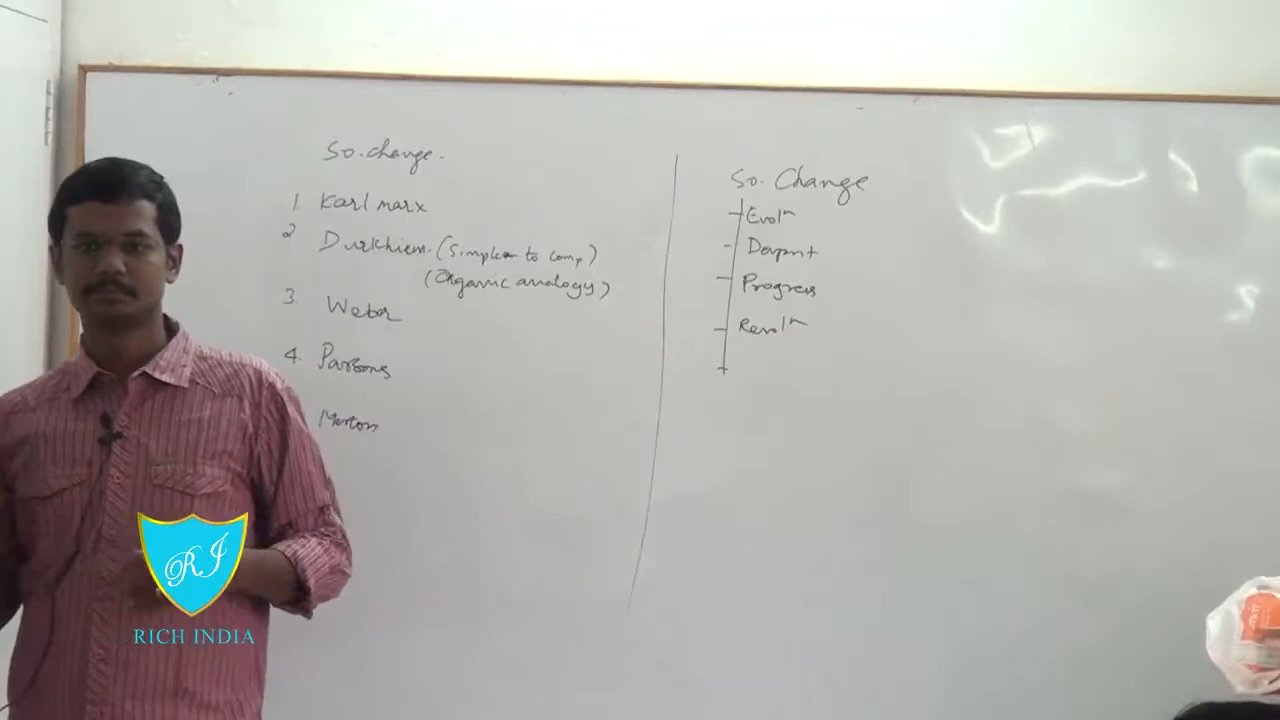 So. change.
1. Karl marx
2 Durkhiem. (Simple to comp)
(Organic analogy)
3. Weber
4. Parsons
Merton
So. Change
Evoln
Devpmt
Progress
Revoln
RI
RICH INDIA